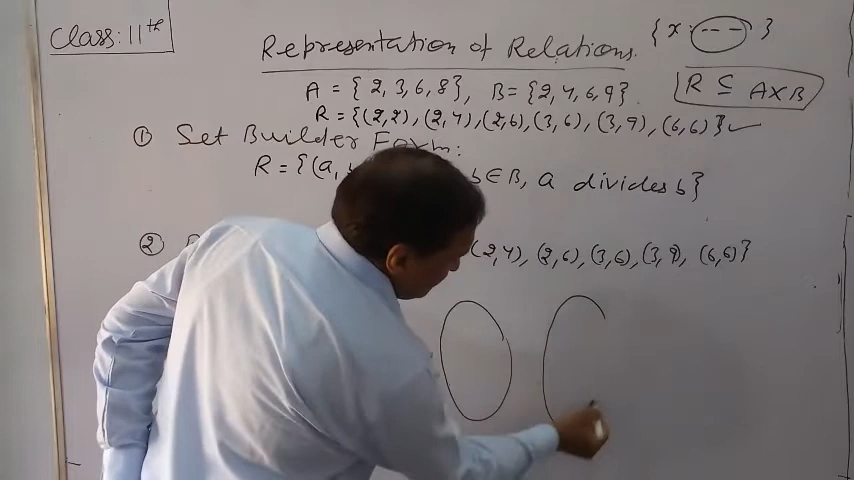 Class: 11th
Representation of Relations.
{ x : --- }
A = { 2, 3, 6, 8 }, B = { 2, 4, 6, 9 }
R ⊆ A×B
R = {(2,2), (2,4), (2,6), (3,6), (3,9), (6,6)} ✓
① Set Builder Form:
R = {(a, b∈B, a divides b}
② (2,4), (2,6), (3,6), (3,9), (6,6)}